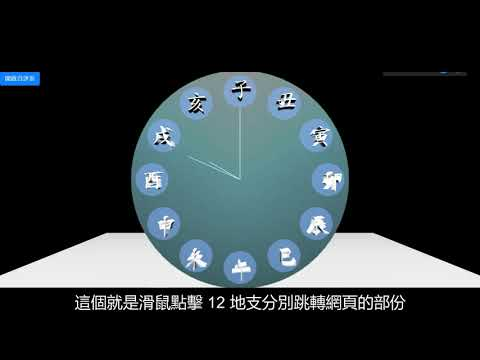 子
丑
寅
卯
辰
巳
午
未
申
酉
戌
亥
這個就是滑鼠點擊 12 地支分別跳轉網頁的部份